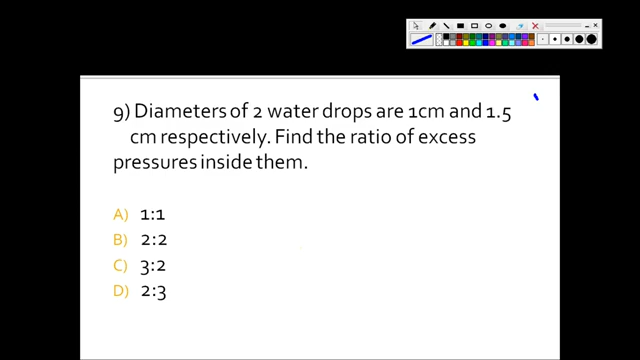 9) Diameters of 2 water drops are 1cm and 1.5
cm respectively. Find the ratio of excess
pressures inside them.
A) 1:1
B) 2:2
C) 3:2
D) 2:3